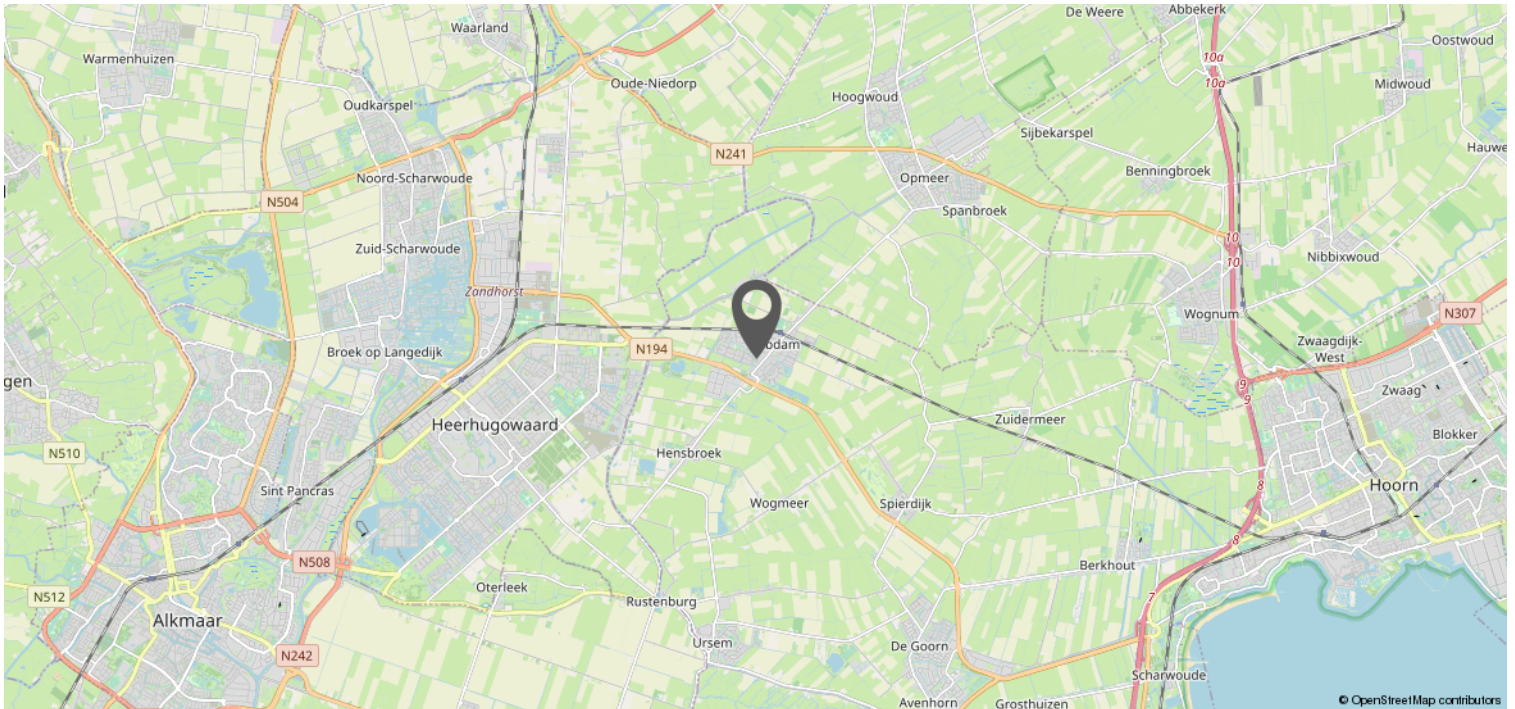 De Weere
Abbekerk
Waarland
Oostwoud
Warmenhuizen
10a
10a
Oude-Niedorp
Midwoud
Hoogwoud
Oudkarspel
Sijbekarspel
Hauwe
N241
Benningbroek
Noord-Scharwoude
Opmeer
N504
Spanbroek
10
Zuid-Scharwoude
Nibbixwoud
10
Zandhorst
Wognum
N307
odam
Zwaagdijk-
West
N194
Broek op Langedijk
gen
9
9
Zwaag
Zuidermeer
Heerhugowaard
Blokker
N510
Hensbroek
8
Hoorn
Sint Pancras
Wogmeer
Spierdijk
8
N508
Berkhout
Oterleek
N512
7
Rustenburg
Alkmaar
Ursem
De Goorn
N242
Scharwoude
Avenhorn
Grosthuizen
© OpenStreetMap contributors